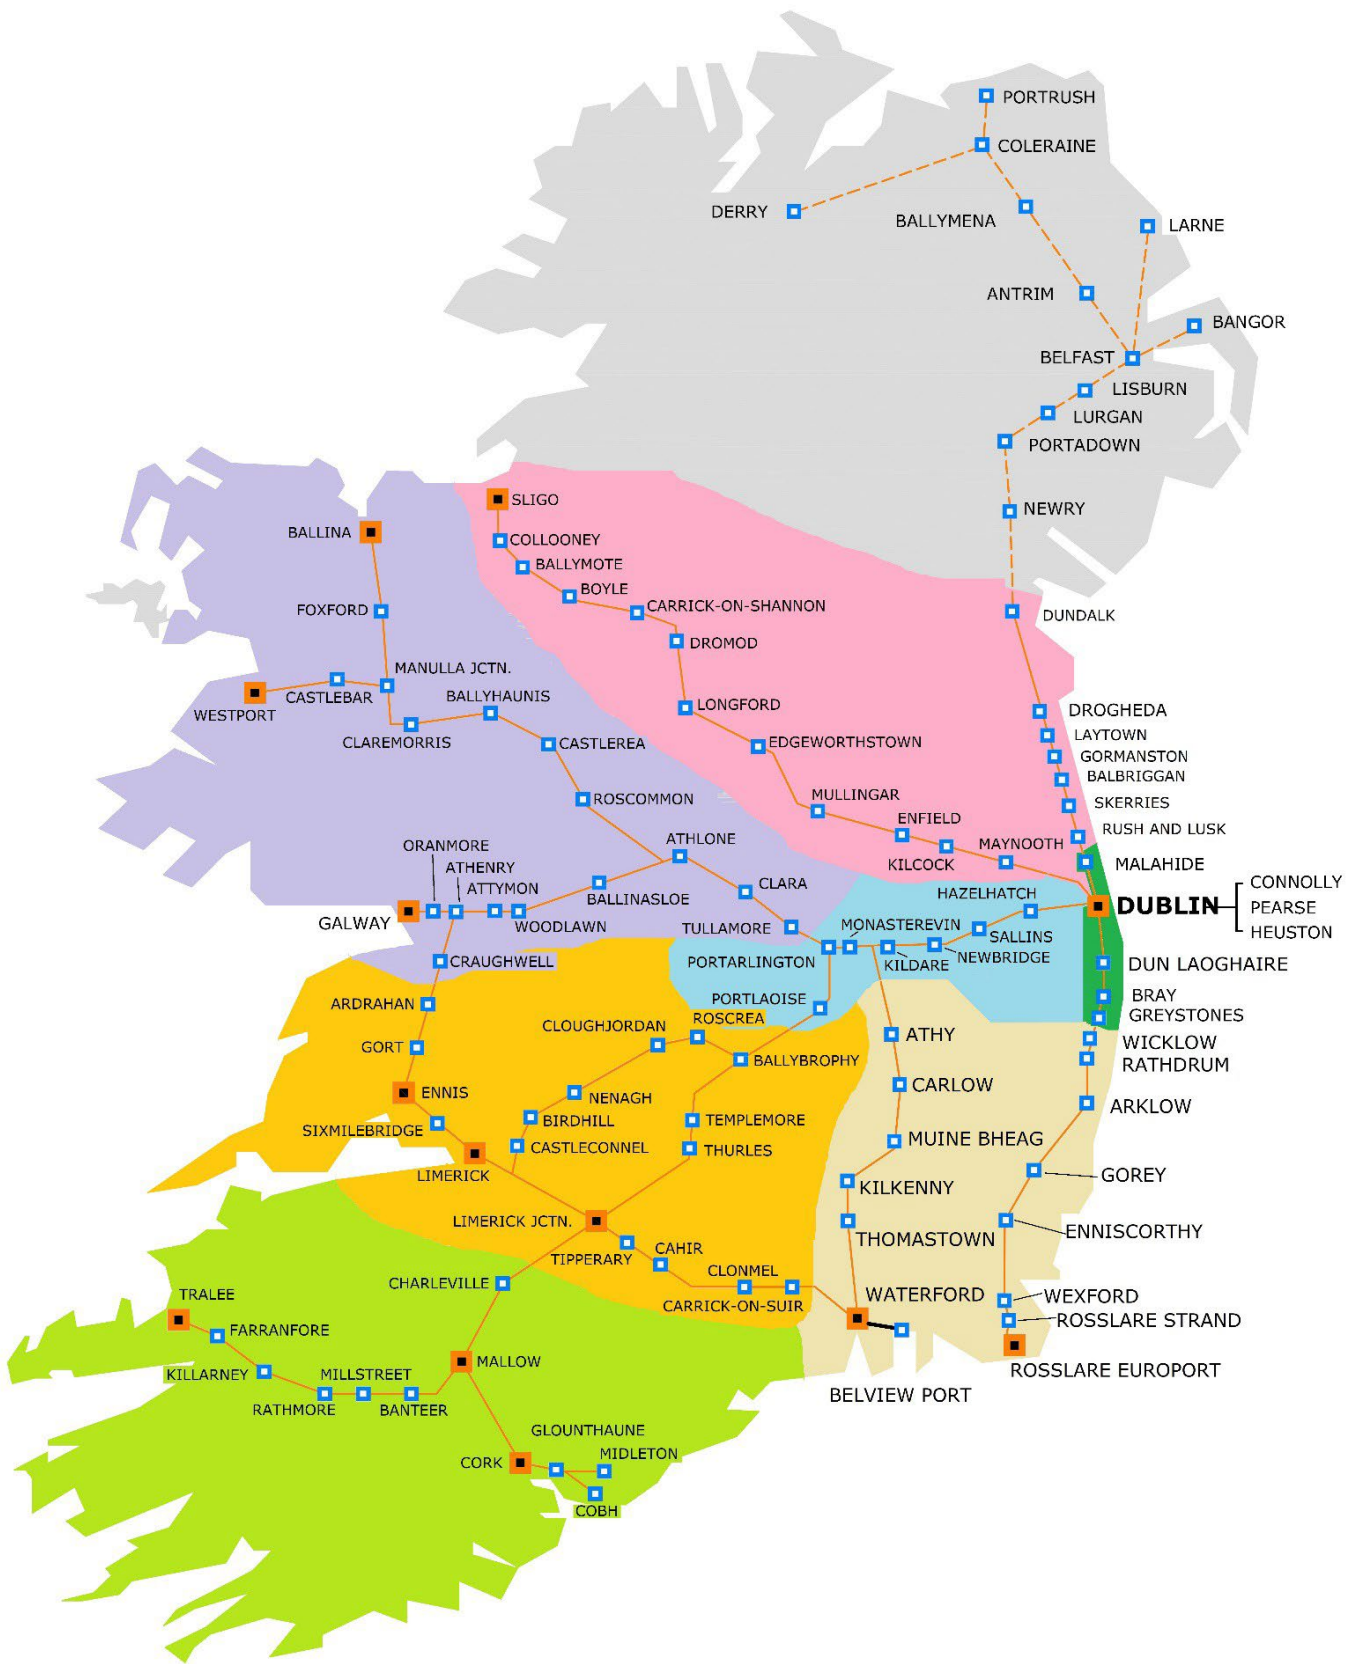 PORTRUSH
COLERAINE
DERRY
BALLYMENA
LARNE
ANTRIM
BANGOR
BELFAST
LISBURN
LURGAN
PORTADOWN
NEWRY
SLIGO
BALLINA
COLLOONEY
BALLYMOTE
BOYLE
FOXFORD
CARRICK-ON-SHANNON
DUNDALK
DROMOD
MANULLA JCTN.
CASTLEBAR
BALLYHAUNIS
WESTPORT
LONGFORD
DROGHEDA
LAYTOWN
CLAREMORRIS
CASTLEREA
EDGEWORTHSTOWN
GORMANSTON
BALBRIGGAN
ROSCOMMON
MULLINGAR
SKERRIES
ENFIELD
RUSH AND LUSK
ORANMORE
ATHLONE
MAYNOOTH
KILCOCK
MALAHIDE
ATHENRY
ATTYMON
CLARA
BALLINASLOE
HAZELHATCH
CONNOLLY
DUBLIN
PEARSE
HEUSTON
GALWAY
WOODLAWN
TULLAMORE
MONASTEREVIN
SALLINS
NEWBRIDGE
PORTARLINGTON
KILDARE
CRAUGHWELL
DUN LAOGHAIRE
BRAY
GREYSTONES
ARDRAHAN
PORTLAOISE
ROSCREA
CLOUGHJORDAN
ATHY
WICKLOW
RATHDRUM
GORT
BALLYBROPHY
CARLOW
ENNIS
NENAGH
ARKLOW
SIXMILEBRIDGE
BIRDHILL
TEMPLEMORE
CASTLECONNEL
THURLES
MUINE BHEAG
LIMERICK
GOREY
KILKENNY
LIMERICK JCTN.
THOMASTOWN
ENNISCORTHY
TIPPERARY
CAHIR
CLONMEL
CHARLEVILLE
CARRICK-ON-SUIR
WATERFORD
WEXFORD
TRALEE
ROSSLARE STRAND
FARRANFORE
MALLOW
KILLARNEY
MILLSTREET
ROSSLARE EUROPORT
RATHMORE
BANTEER
BELVIEW PORT
GLOUNTHAUNE
MIDLETON
CORK
COBH